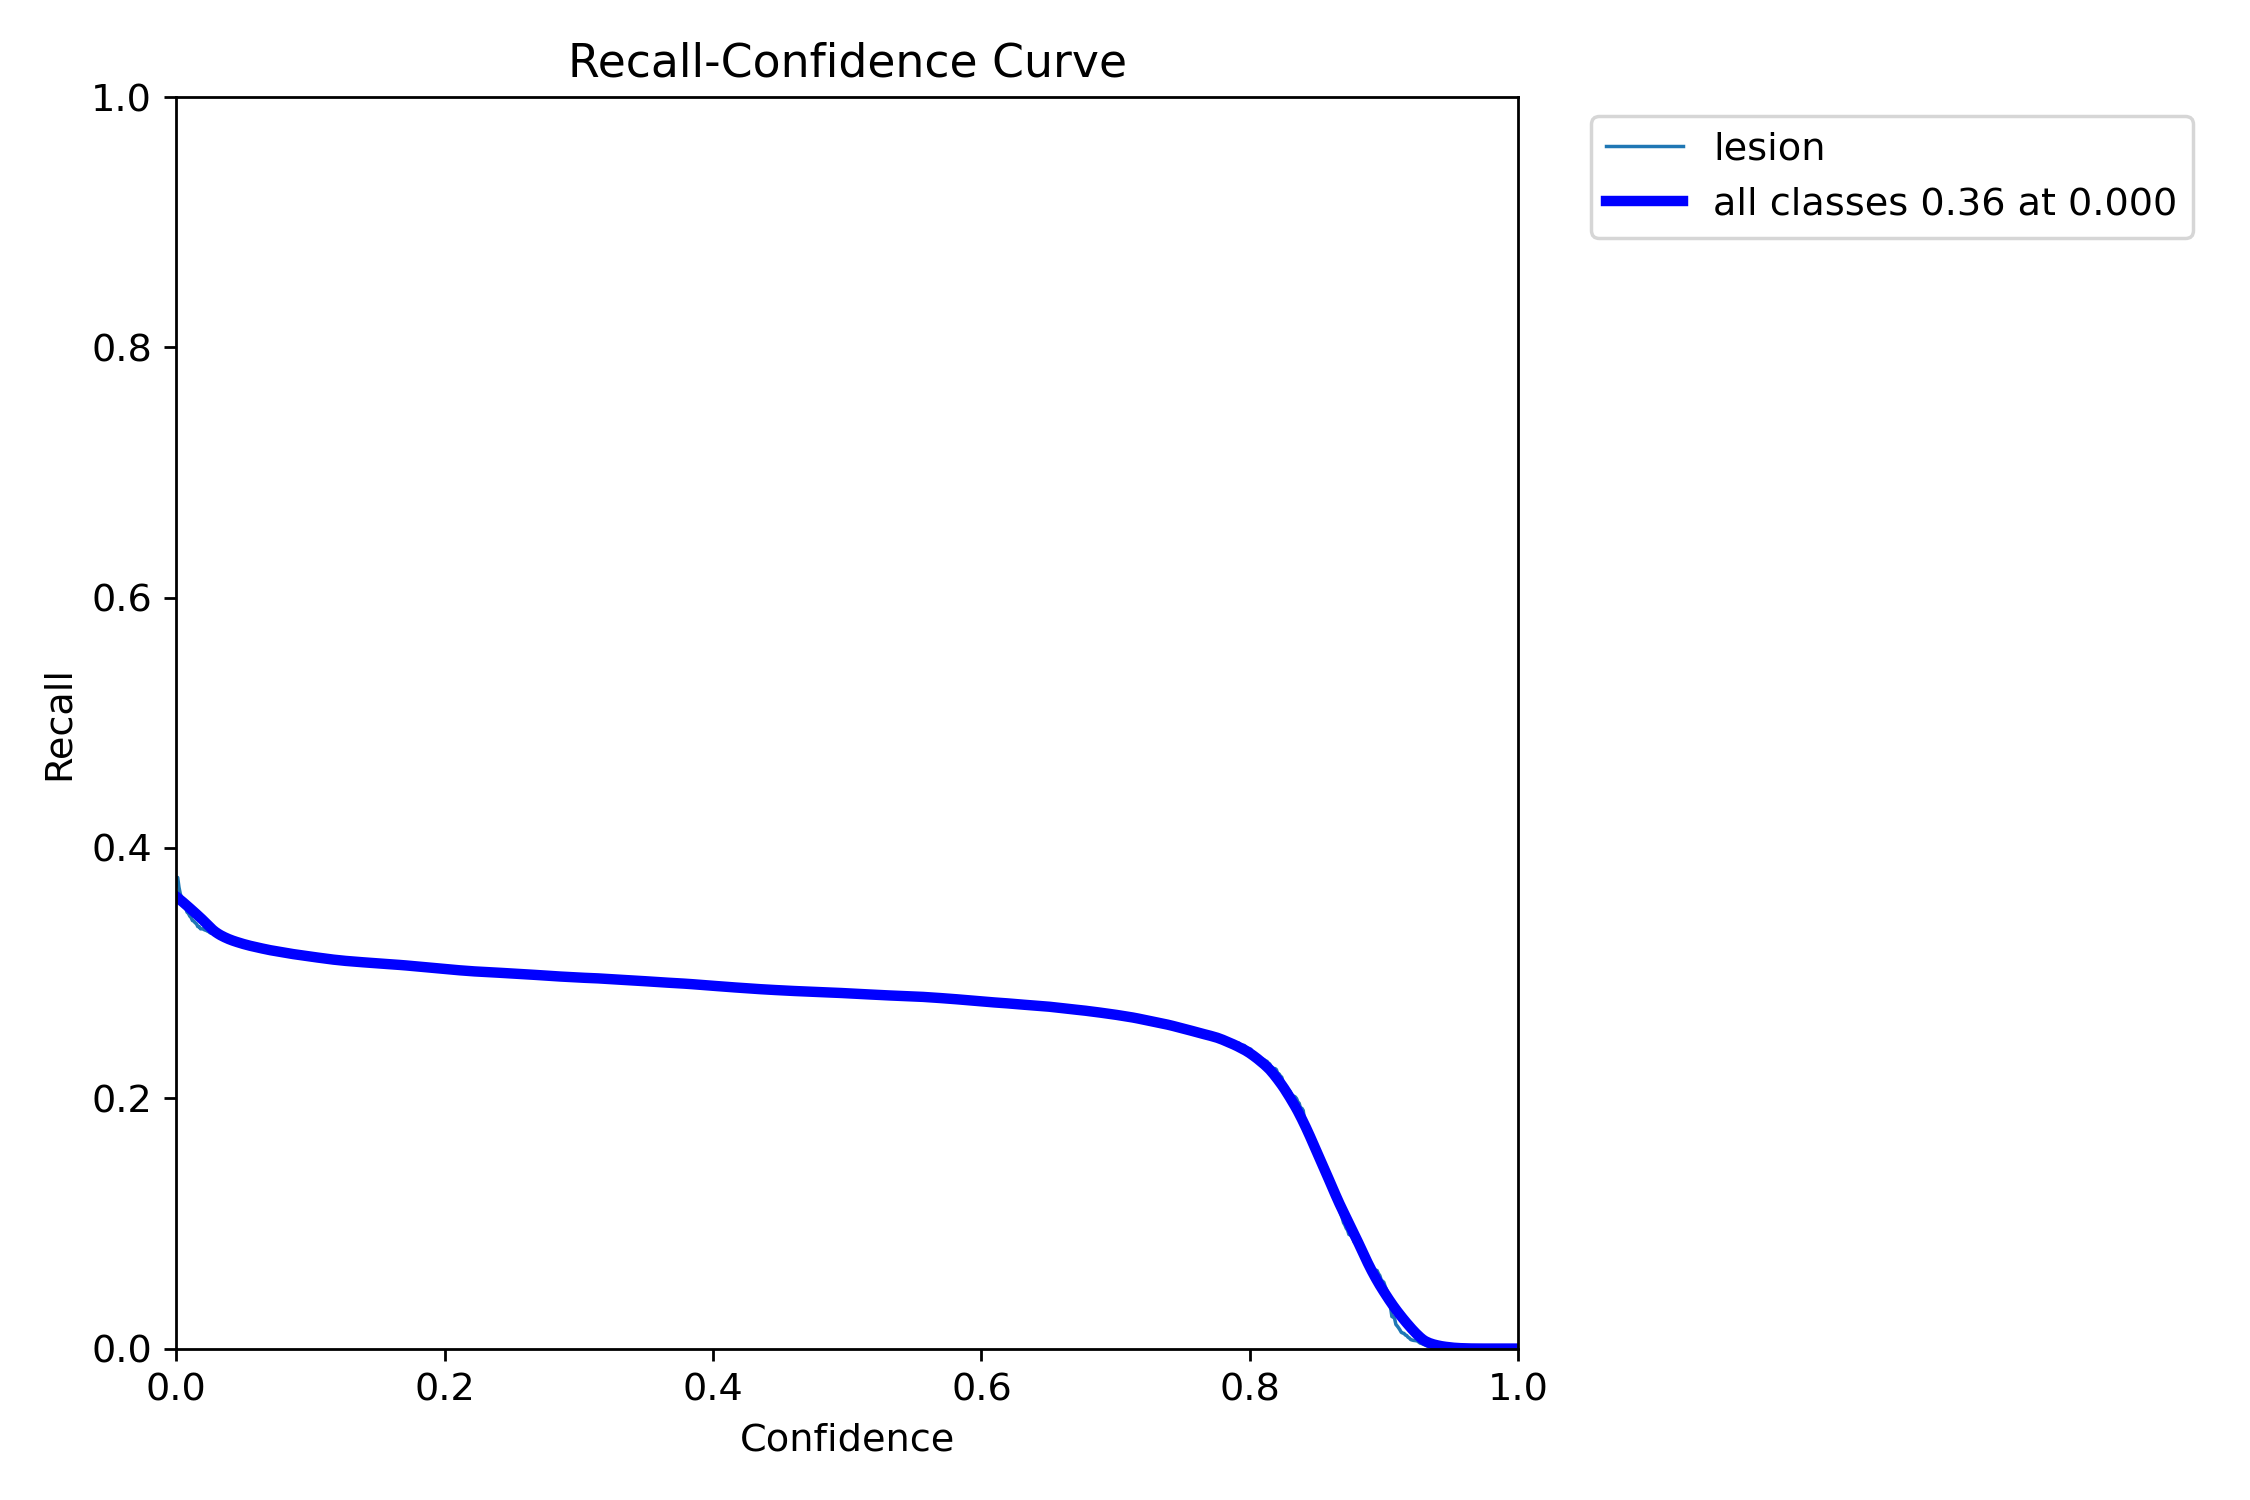 Recall-Confidence Curve
1.0
0.8
0.6
0.4
0.2
0.0
Recall
0.0 0.2 0.4 0.6 0.8 1.0
Confidence
lesion
all classes 0.36 at 0.000